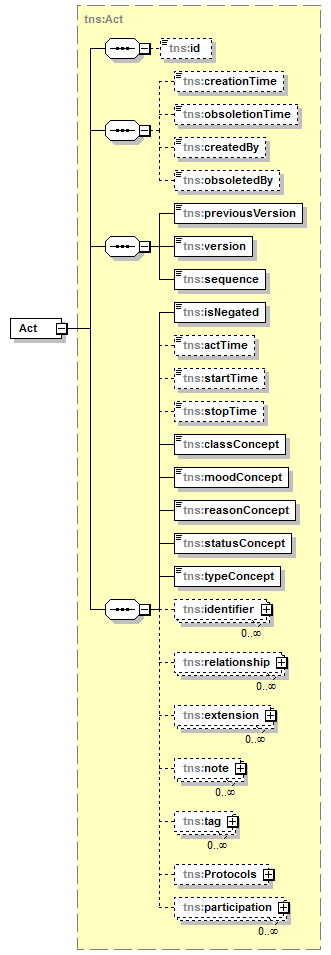 tns:Act
tns:id
tns:creationTime
tns:obsoletionTime
tns:createdBy
tns:obsoletedBy
tns:previousVersion
tns:version
tns:sequence
Act
tns:isNegated
tns:actTime
tns:startTime
tns:stopTime
tns:classConcept
tns:moodConcept
tns:reasonConcept
tns:statusConcept
tns:typeConcept
tns:identifier
0..∞
tns:relationship
0..∞
tns:extension
0..∞
tns:note
0..∞
tns:tag
0..∞
tns:Protocols
tns:participation
0..∞